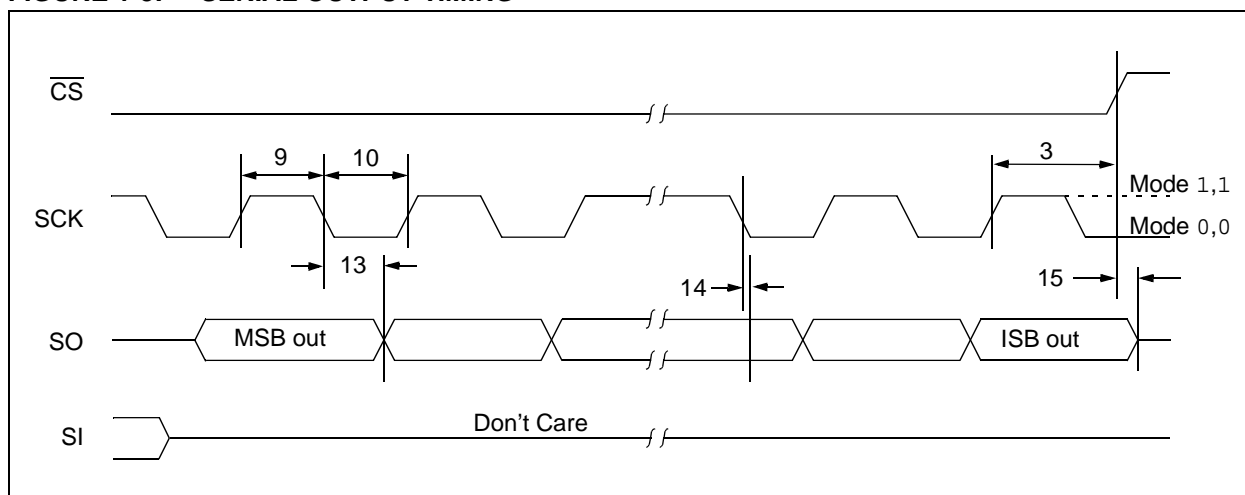 CS
SCK
SO
SI
9
10
3
Mode 1,1
Mode 0,0
13
14
15
MSB out
ISB out
Don't Care